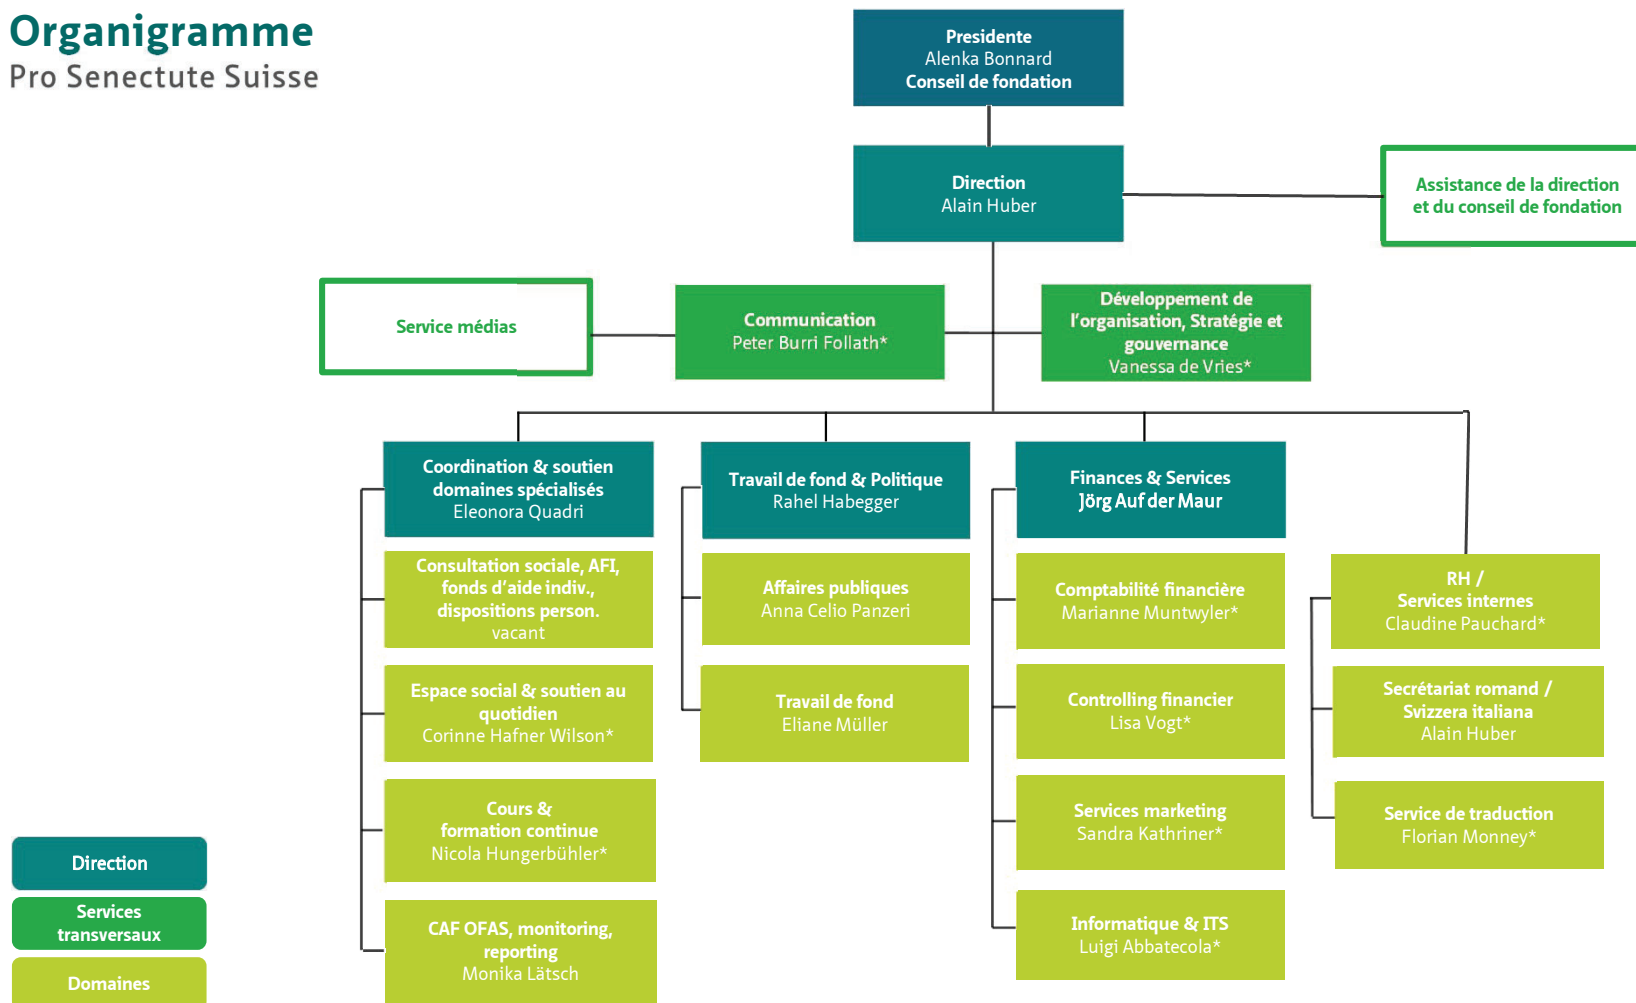 Organigramme
Pro Senectute Suisse
Presidente
Alenka Bonnard
Conseil de fondation
Direction
Alain Huber
Assistance de la direction
et du conseil de fondation
Service médias
Communication
Peter Burri Follath*
Développement de
l'organisation, Stratégie et
gouvernance
Vanessa de Vries*
Coordination & soutien
domaines spécialisés
Eleonora Quadri
Consultation sociale, AFI,
fonds d'aide indiv.,
dispositions person.
vacant
Espace social & soutien au
quotidien
Corinne Hafner Wilson*
Cours &
formation continue
Nicola Hungerbühler*
CAF OFAS, monitoring,
reporting
Monika Lätsch
Travail de fond & Politique
Rahel Habegger
Affaires publiques
Anna Celio Panzeri
Travail de fond
Eliane Müller
Finances & Services
Jörg Auf der Maur
Comptabilité financière
Marianne Muntwyler*
Controlling financier
Lisa Vogt*
Services marketing
Sandra Kathriner*
Informatique & ITS
Luigi Abbatecola*
RH /
Services internes
Claudine Pauchard*
Secrétariat romand /
Svizzera italiana
Alain Huber
Service de traduction
Florian Monney*
Direction
Services
transversaux
Domaines